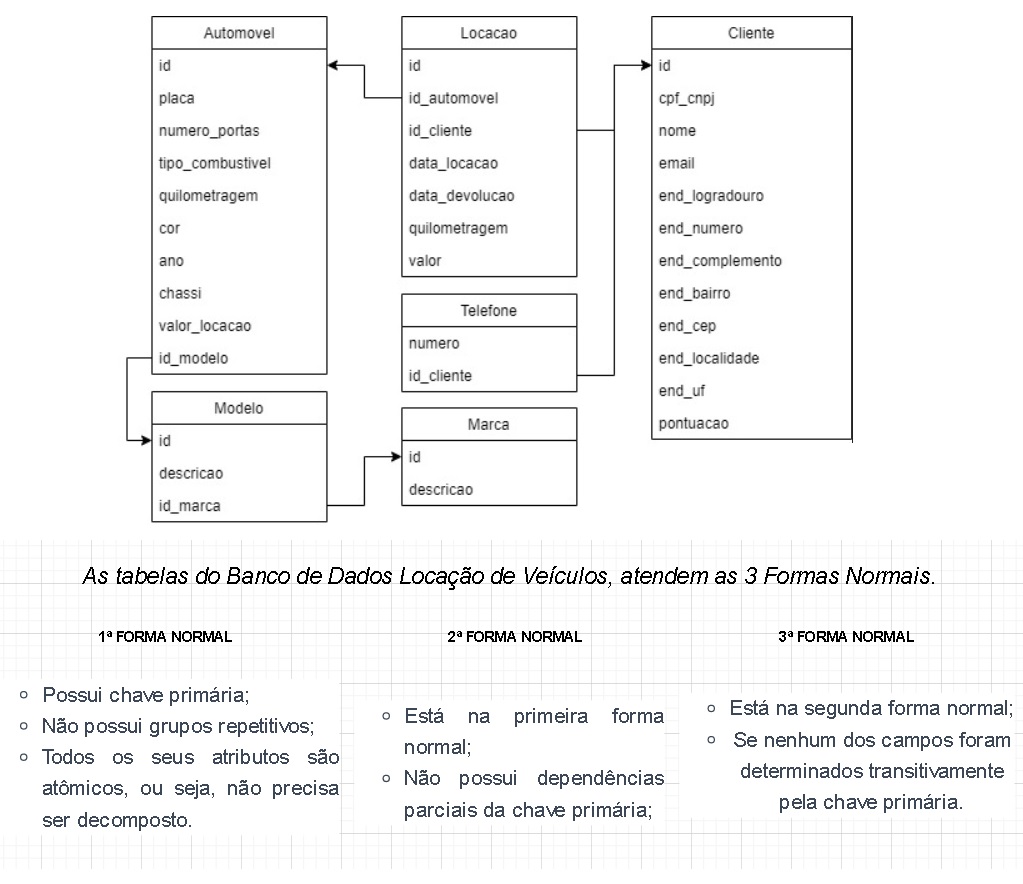 Automovel
id
placa
numero_portas
tipo_combustivel
quilometragem
cor
ano
chassi
valor_locacao
id_modelo
Modelo
id
descricao
id_marca
Locacao
id
id_automovel
id_cliente
data_locacao
data_devolucao
quilometragem
valor
Telefone
numero
id_cliente
Marca
id
descricao
Cliente
id
cpf_cnpj
nome
email
end_logradouro
end_numero
end_complemento
end_bairro
end_cep
end_localidade
end_uf
pontuacao
As tabelas do Banco de Dados Locação de Veículos, atendem as 3 Formas Normais.
1ª FORMA NORMAL
Possui chave primária;
Não possui grupos repetitivos;
Todos os seus atributos são
atômicos, ou seja, não precisa
ser decomposto.
2ª FORMA NORMAL
Está na primeira forma
normal;
Não possui dependências
parciais da chave primária;
3ª FORMA NORMAL
Está na segunda forma normal;
Se nenhum dos campos foram
determinados transitivamente
pela chave primária.